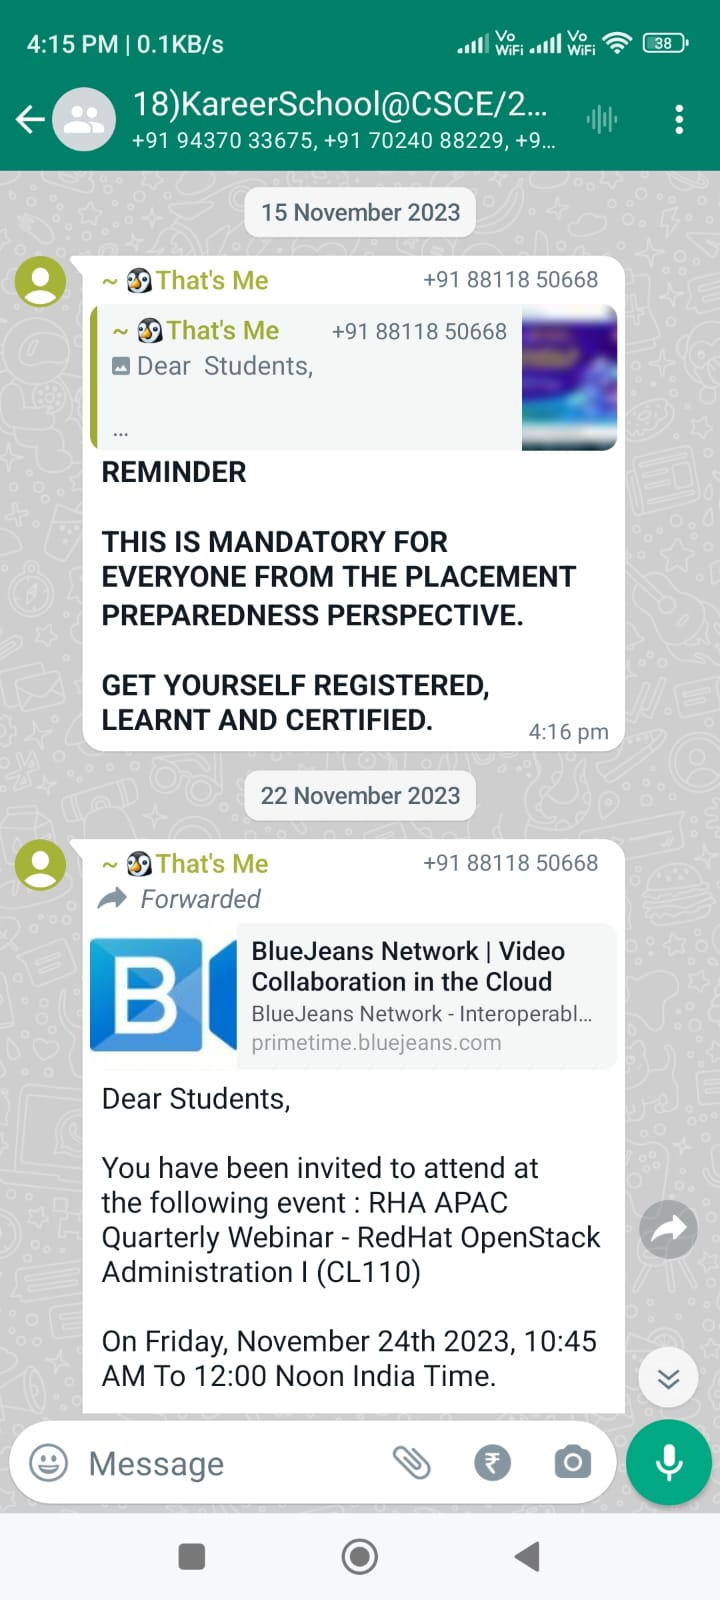 4:15 PM | 0.1KB/s
Vo WiFi Vo WiFi 38
18)KareerSchool@CSCE/2...
+91 94370 33675, +91 70240 88229, +9...
15 November 2023
~ 🐼That's Me +91 88118 50668
~ 🐼That's Me +91 88118 50668
Dear  Students,
...
REMINDER
THIS IS MANDATORY FOR
EVERYONE FROM THE PLACEMENT
PREPAREDNESS PERSPECTIVE.
GET YOURSELF REGISTERED,
LEARNT AND CERTIFIED.
4:16 pm
22 November 2023
~ 🐼That's Me +91 88118 50668
Forwarded
B
BlueJeans Network | Video
Collaboration in the Cloud
BlueJeans Network - Interoperabl...
primetime.bluejeans.com
Dear Students,
You have been invited to attend at
the following event : RHA APAC
Quarterly Webinar - RedHat OpenStack
Administration I (CL110)
On Friday, November 24th 2023, 10:45
AM To 12:00 Noon India Time.
Message
₹